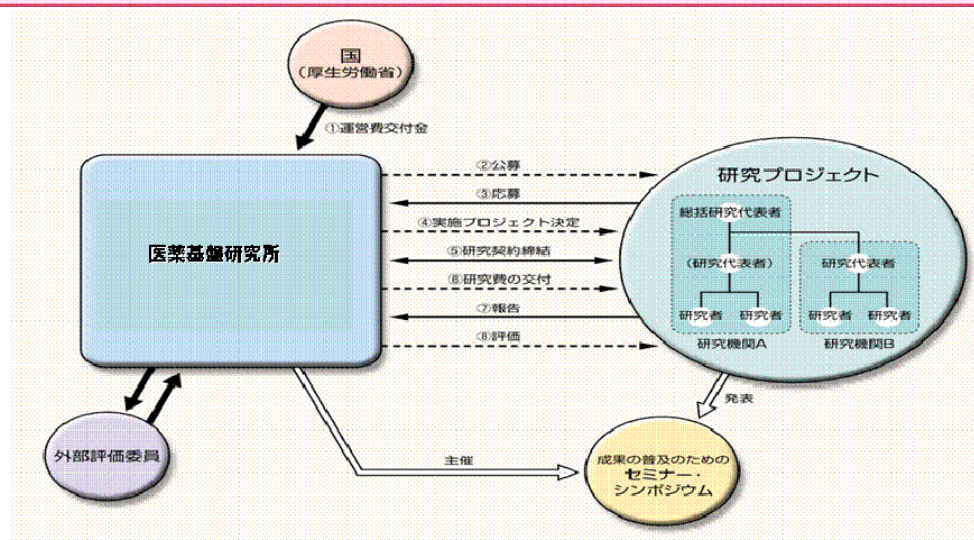 国
(厚生労働省)
①運営費交付金
医薬基盤研究所
②公募
③応募
④実施プロジェクト決定
⑤研究契約締結
⑥研究費の交付
⑦報告
⑧評価
研究プロジェクト
総括研究代表者
(研究代表者)
研究代表者
研究者
研究者
研究者
研究者
研究機関A
研究機関B
発表
外部評価委員
主催
成果の普及のための
セミナー・
シンポジウム